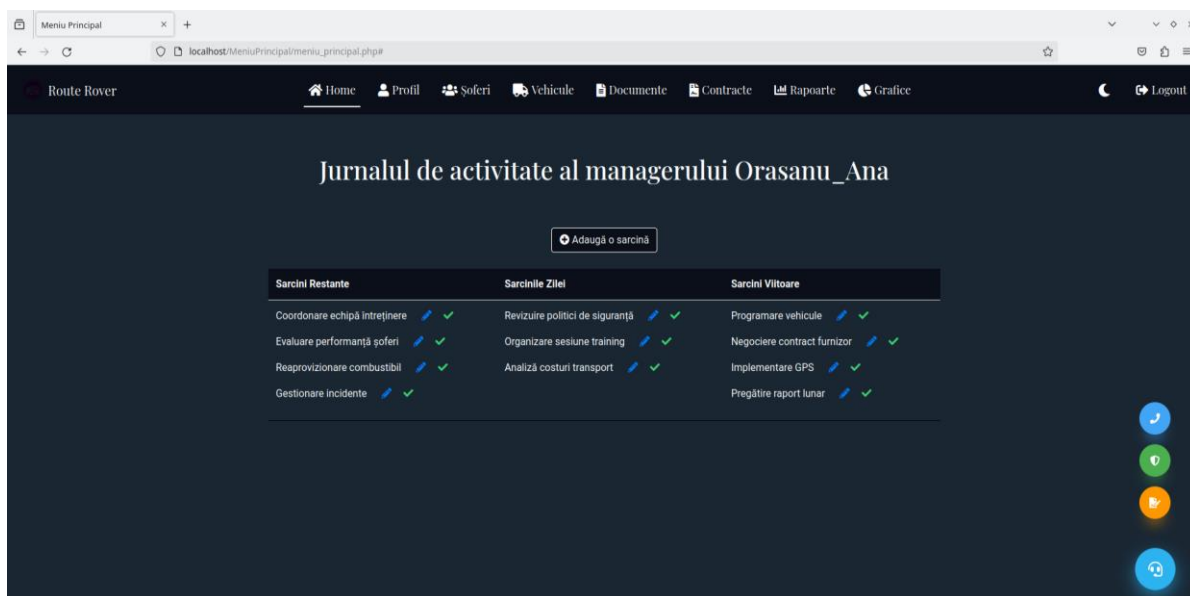 Meniu Principal
localhost/MeniuPrincipal/meniu_principal.php#
Route Rover Home Profil Șoferi Vehicule Documente Contracte Rapoarte Grafice Logout
Jurnalul de activitate al managerului Orasanu_Ana
Adaugă o sarcină
Sarcini Restante Sarcinile Zilei Sarcini Viitoare
Coordonare echipă întreținere Revizuire politici de siguranță Programare vehicule
Evaluare performanță șoferi Organizare sesiune training Negociere contract furnizor
Reaprovizionare combustibil Analiză costuri transport Implementare GPS
Gestionare incidente Pregătire raport lunar